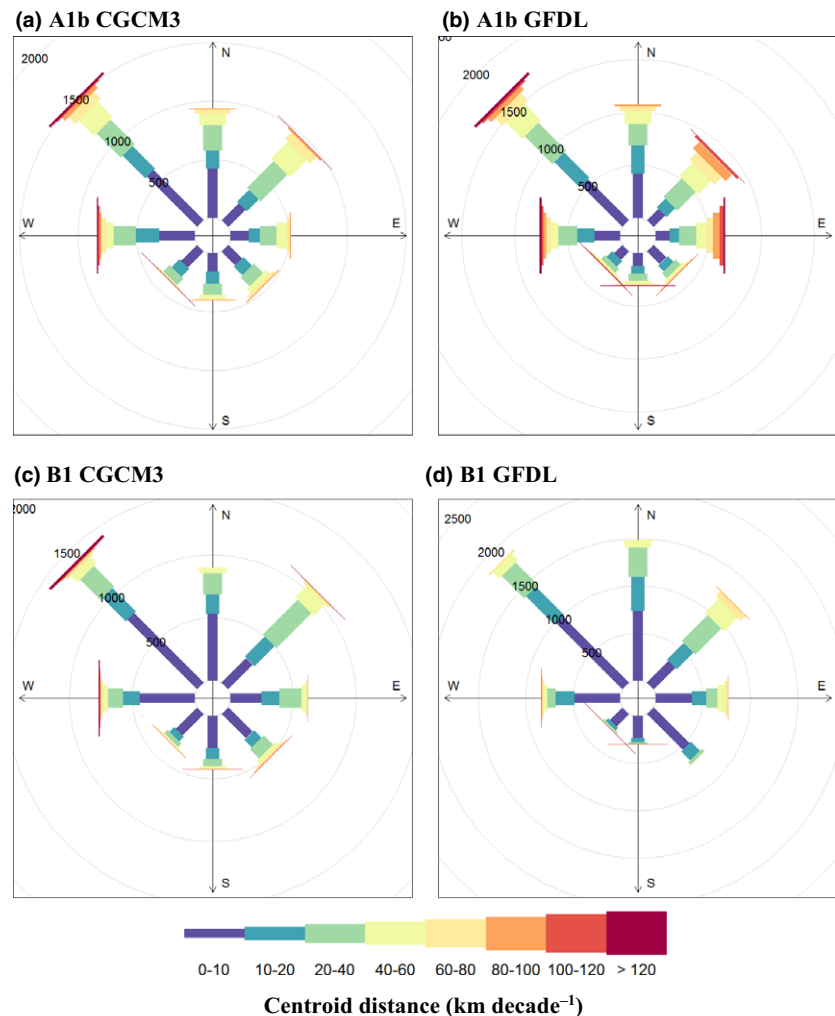 (a) A1b CGCM3
2000
N
1500
1000
500
W
E
S
(b) A1b GFDL
2000
N
1500
1000
500
W
E
S
(c) B1 CGCM3
2000
N
1500
1000
500
W
E
S
(d) B1 GFDL
2500
N
2000
1500
1000
500
W
E
S
0-10 10-20 20-40 40-60 60-80 80-100 100-120 > 120
Centroid distance (km decade⁻¹)